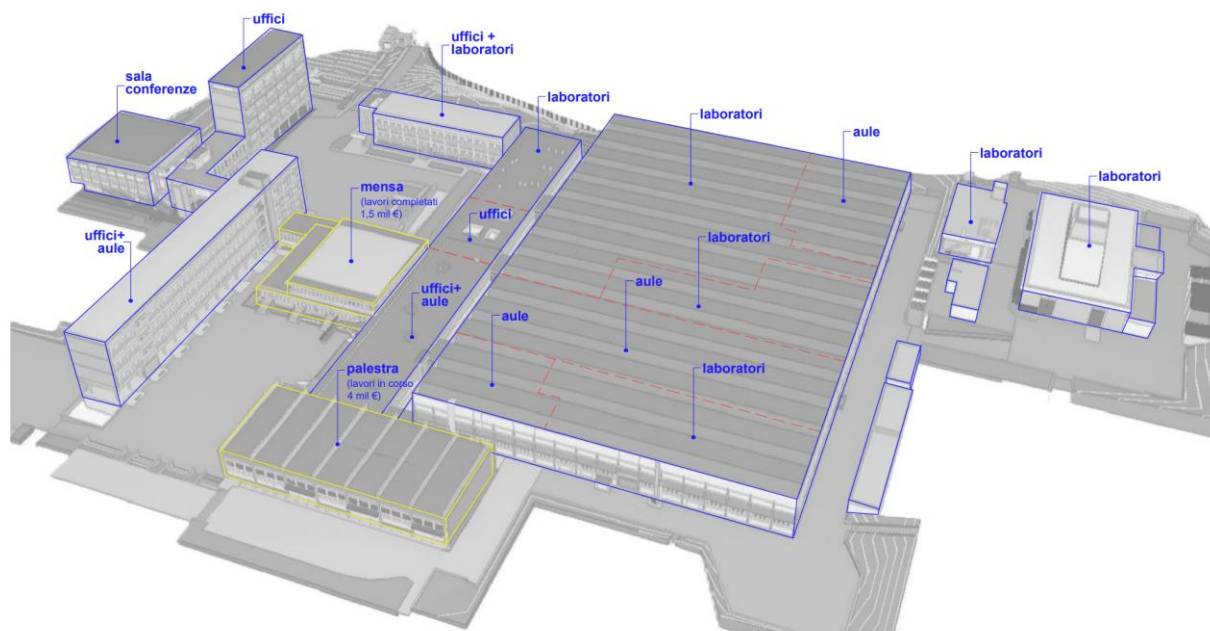 uffici
uffici +
laboratori
sala
conferenze
laboratori
laboratori
aule
laboratori
laboratori
mensa
(lavori completati
1,5 mil €)
uffici
uffici+
aule
laboratori
uffici+
aule
aule
aule
palestra
(lavori in corso
4 mil €)
laboratori